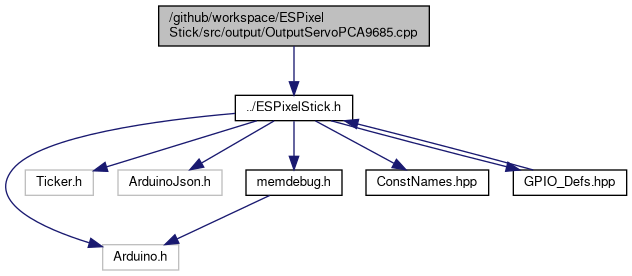 /github/workspace/ESPixel
Stick/src/output/OutputServoPCA9685.cpp
../ESPixelStick.h
Ticker.h
ArduinoJson.h
memdebug.h
ConstNames.hpp
GPIO_Defs.hpp
Arduino.h